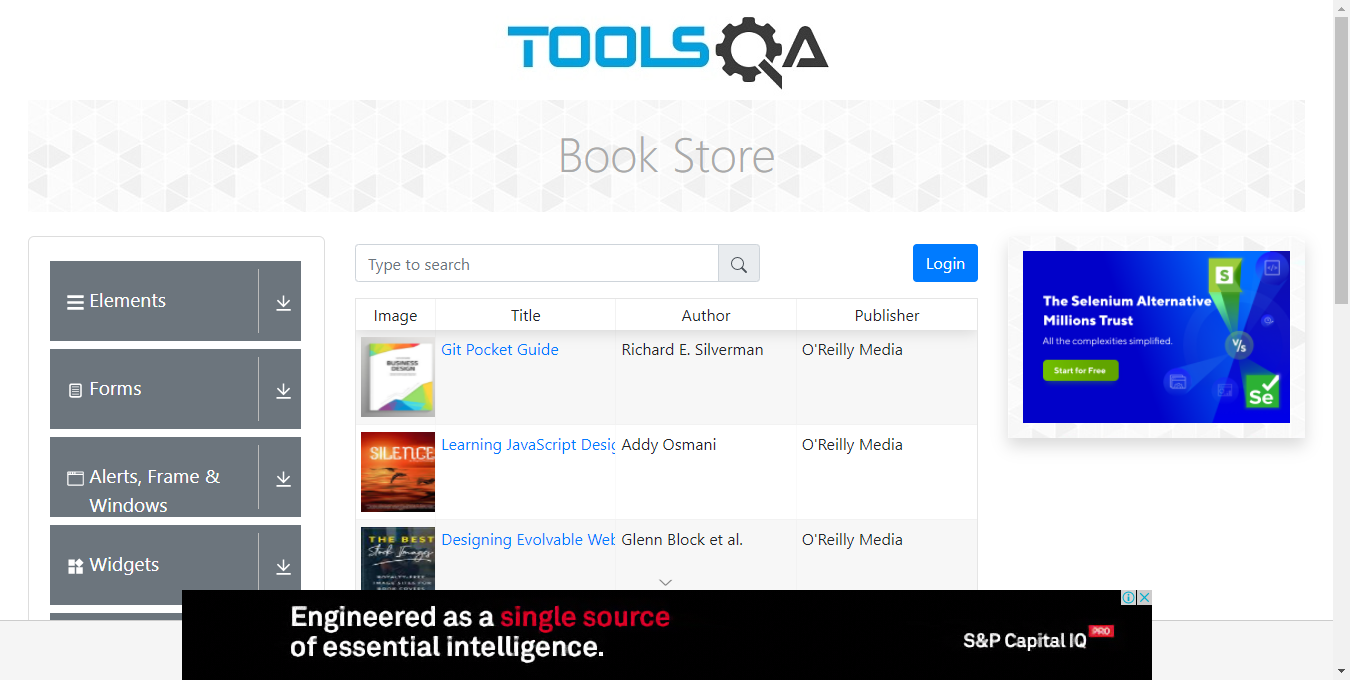 TOOLSQA
Book Store
Elements
Forms
Alerts, Frame &
Windows
Widgets
Type to search
Login
Image Title Author Publisher
BUSINESS
DESIGN
Git Pocket Guide Richard E. Silverman O'Reilly Media
SILENCE
Learning JavaScript Desig Addy Osmani O'Reilly Media
THE BEST
Stock Images
Designing Evolvable Web Glenn Block et al. O'Reilly Media
The Selenium Alternative
Millions Trust
All the complexities simplified.
Start for Free
S
V/s
Se
Engineered as a single source
of essential intelligence.
S&P Capital IQ PRO